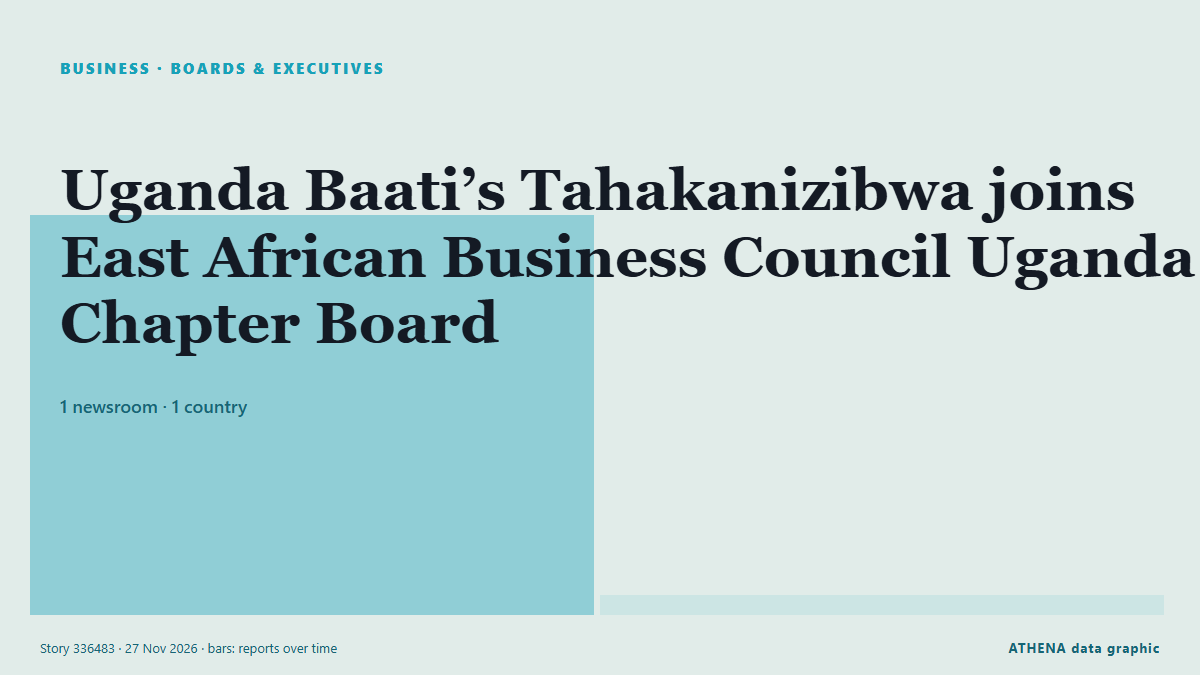 BUSINESS · BOARDS & EXECUTIVES
Uganda Baati’s Tahakanizibwa joins
East African Business Council Uganda
Chapter Board
1 newsroom · 1 country
Story 336483 · 27 Nov 2026 · bars: reports over time
ATHENA data graphic